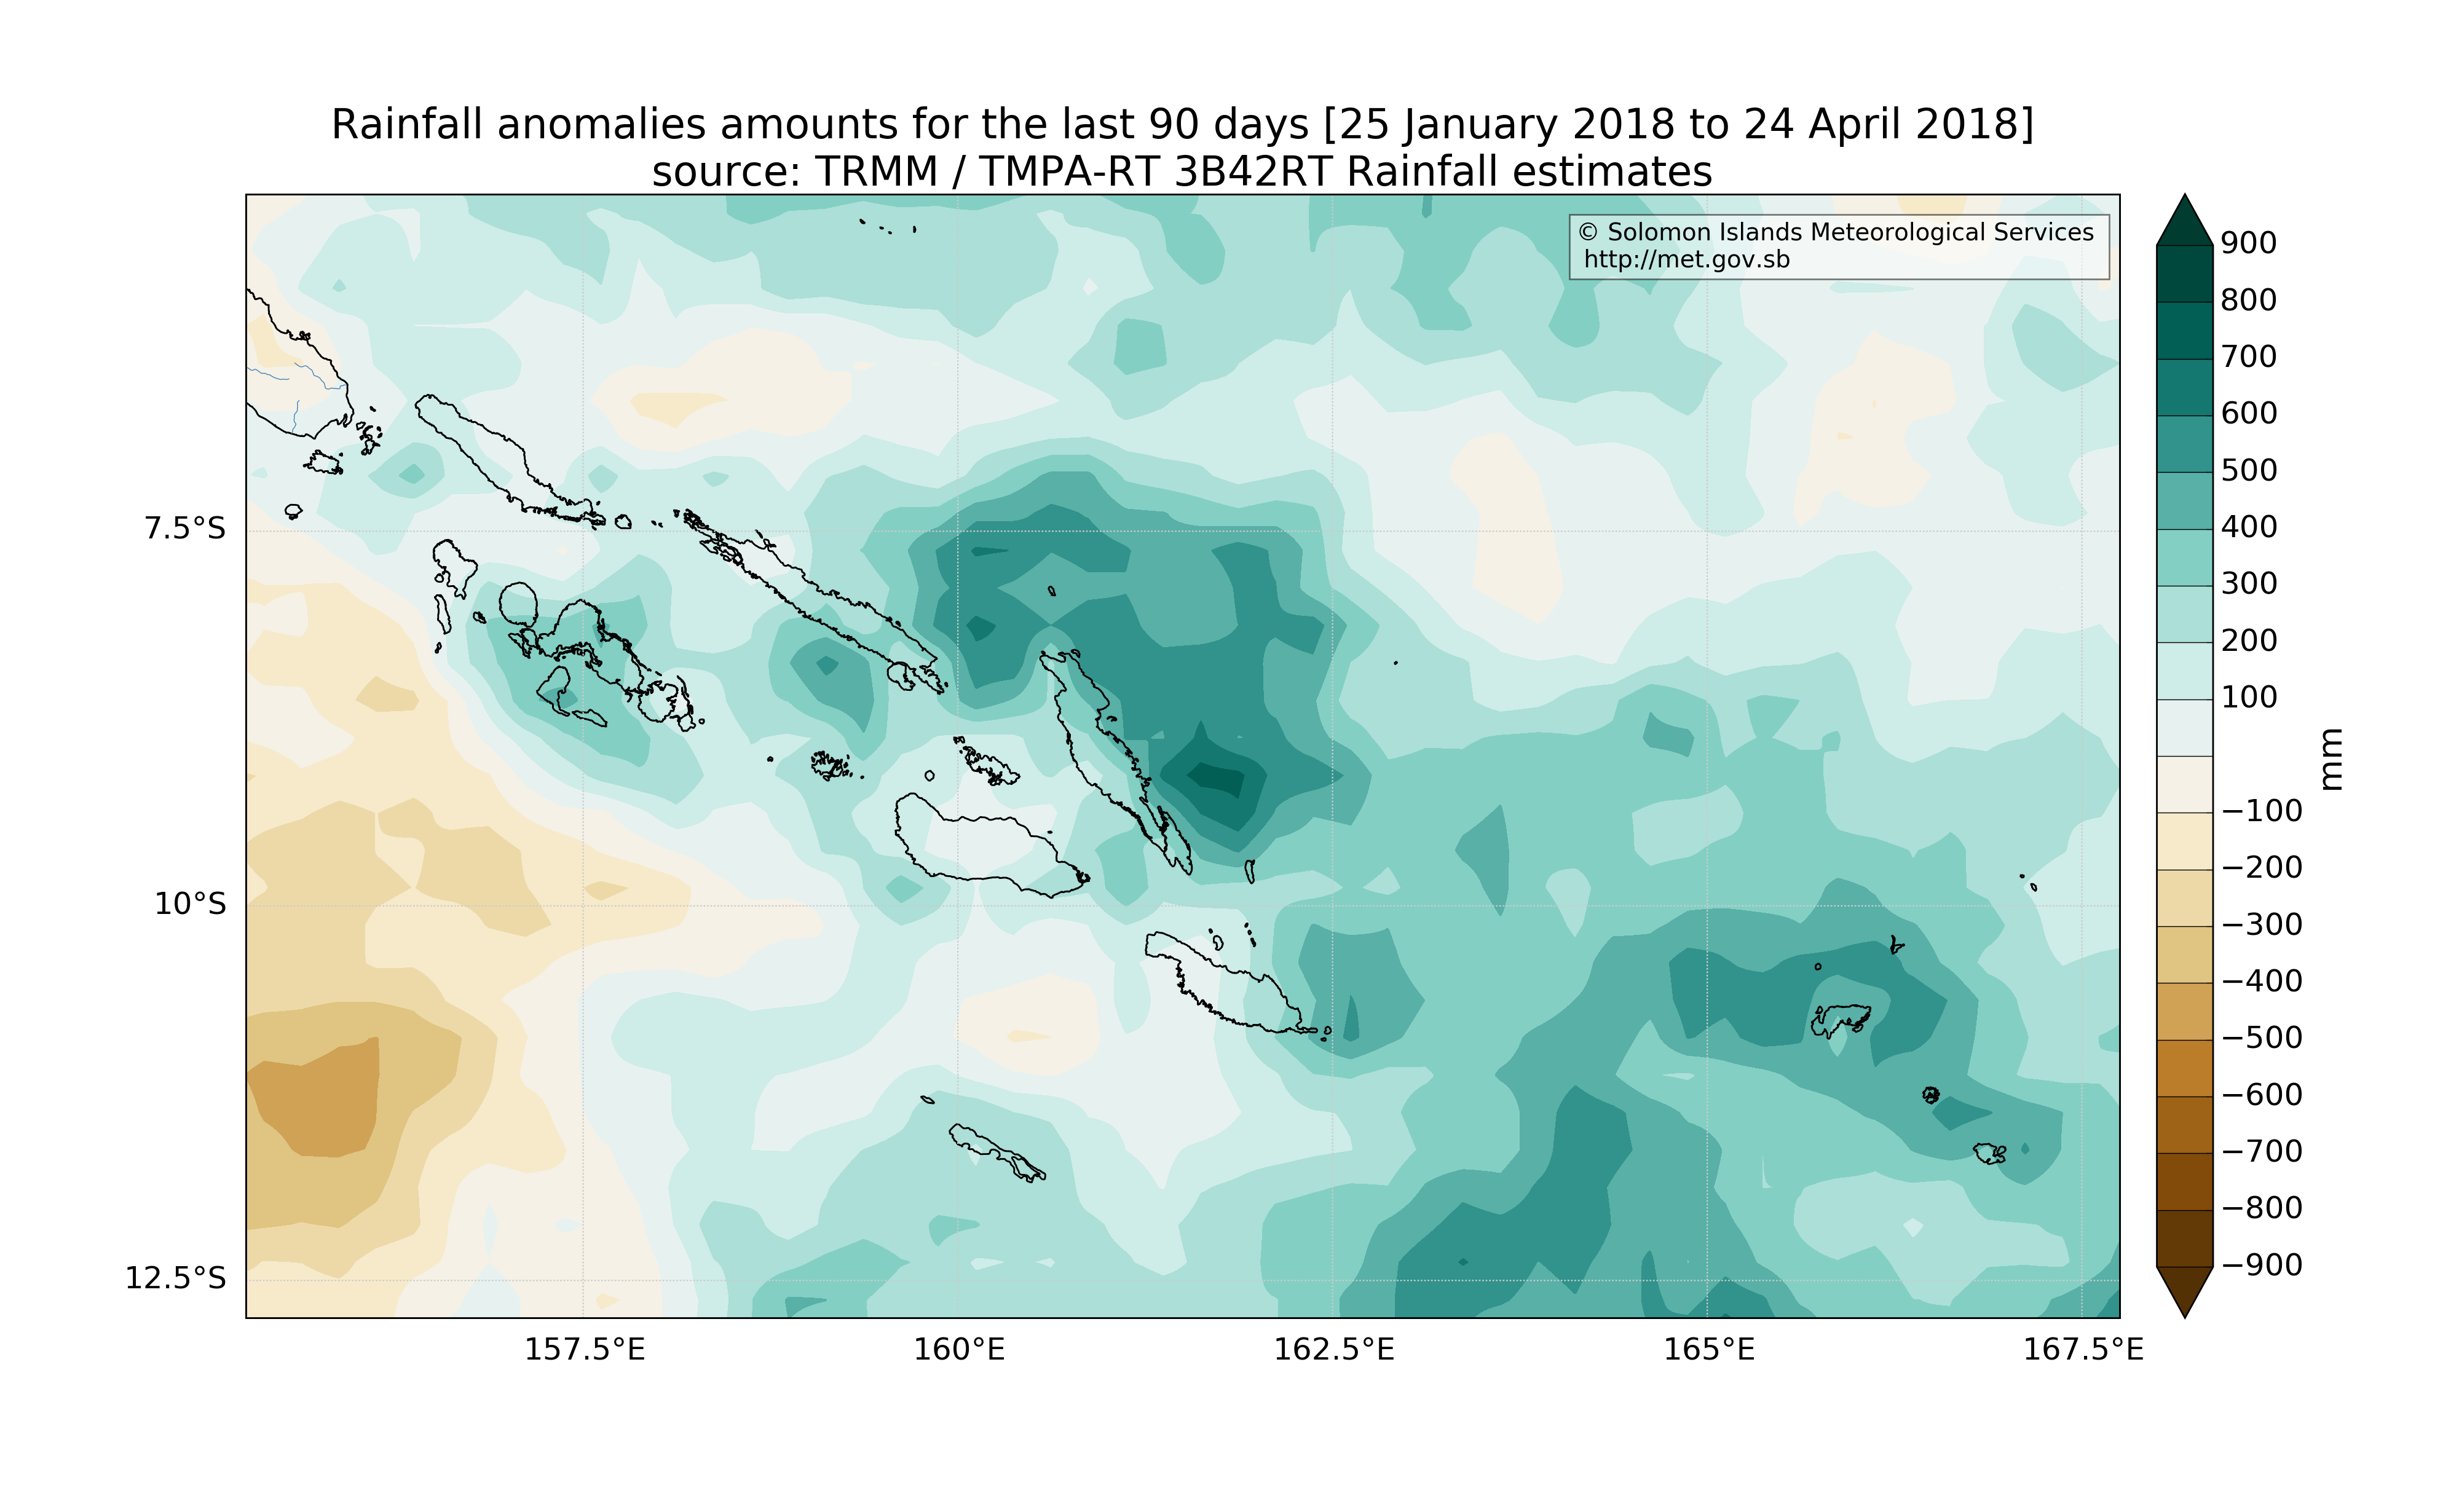 Rainfall anomalies amounts for the last 90 days [25 January 2018 to 24 April 2018]
source: TRMM / TMPA-RT 3B42RT Rainfall estimates
© Solomon Islands Meteorological Services
http://met.gov.sb
7.5°S
10°S
12.5°S
157.5°E
160°E
162.5°E
165°E
167.5°E
900
800
700
600
500
400
300
200
100
−100
−200
−300
−400
−500
−600
−700
−800
−900
mm